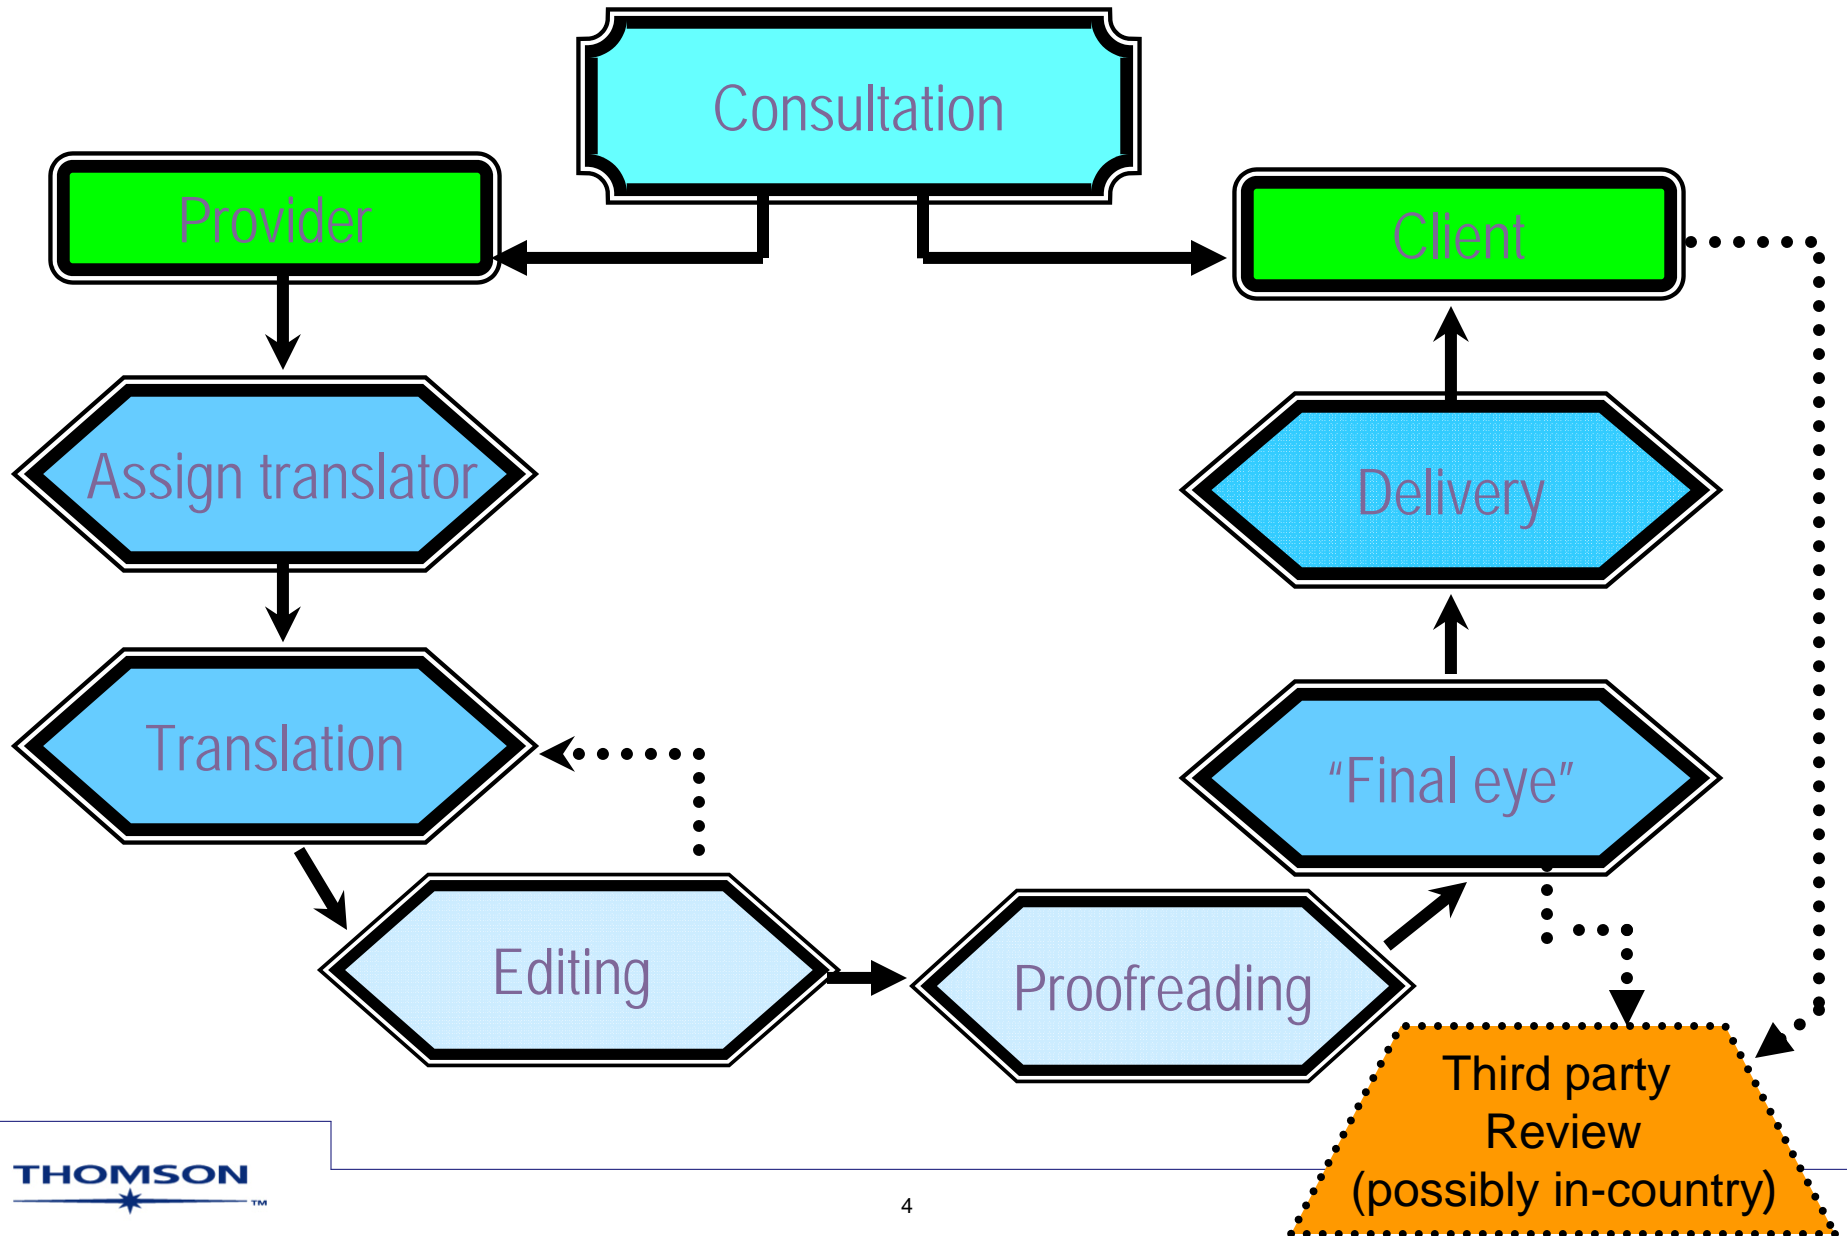 Consultation
Provider
Client
Assign translator
Delivery
Translation
“Final eye”
Editing
Proofreading
Third party
Review
(possibly in-country)
THOMSON
TM
4